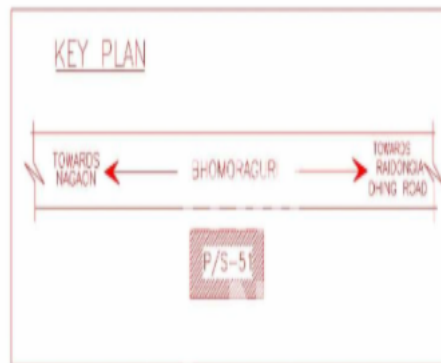 KEY PLAN
TOWARDS
NAGAON
BHOMORAGURI
TOWARDS
RAIDONGIA
DHING ROAD
P/S-51